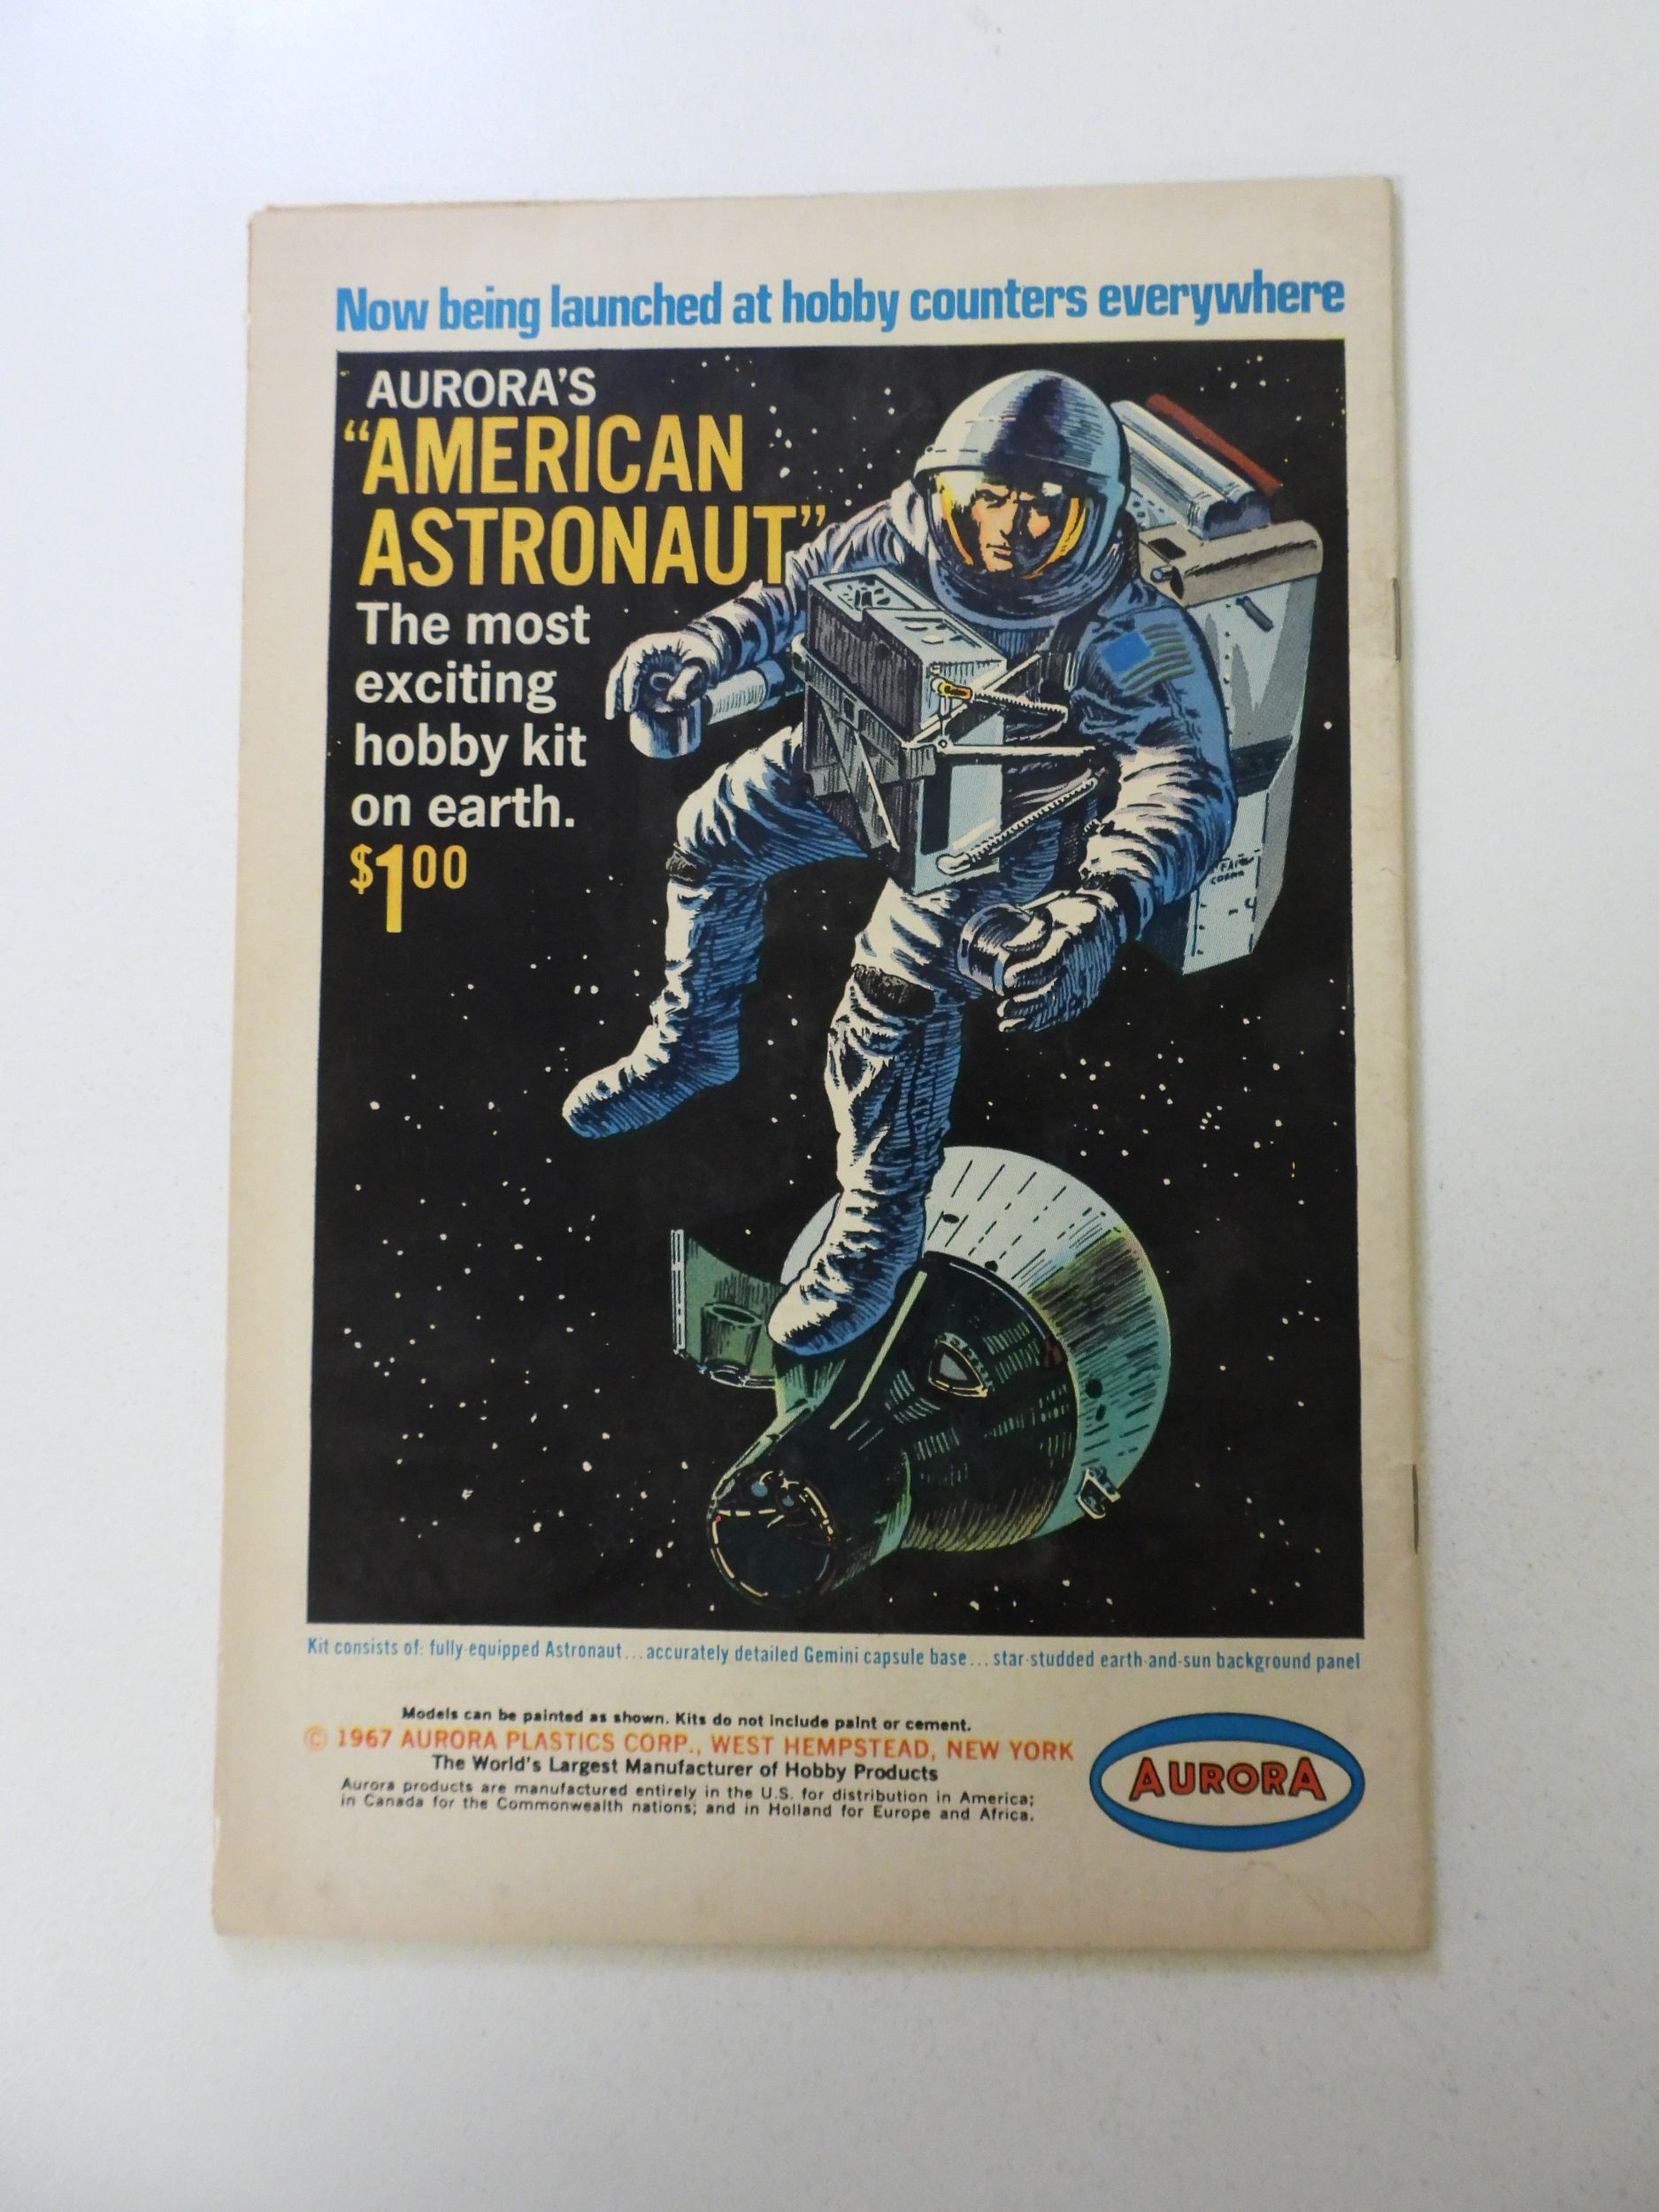 Now being launched at hobby counters everywhere
AURORA'S
“AMERICAN
ASTRONAUT”
The most
exciting
hobby kit
on earth.
$1.00
Kit consists of: fully-equipped Astronaut...accurately detailed Gemini capsule base...star-studded earth-and-sun background panel
Models can be painted as shown. Kits do not include paint or cement.
© 1967 AURORA PLASTICS CORP., WEST HEMPSTEAD, NEW YORK
The World's Largest Manufacturer of Hobby Products
Aurora products are manufactured entirely in the U.S. for distribution in America;
in Canada for the Commonwealth nations; and in Holland for Europe and Africa.
AURORA